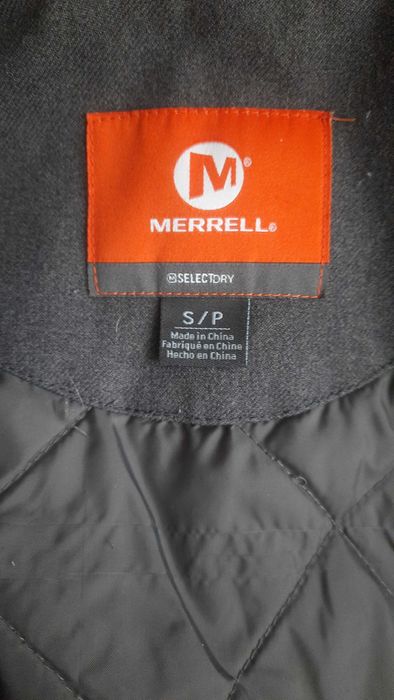 M®
MERRELL®
M SELECTDRY
S/P
Made in China
Fabriqué en Chine
Hecho en China